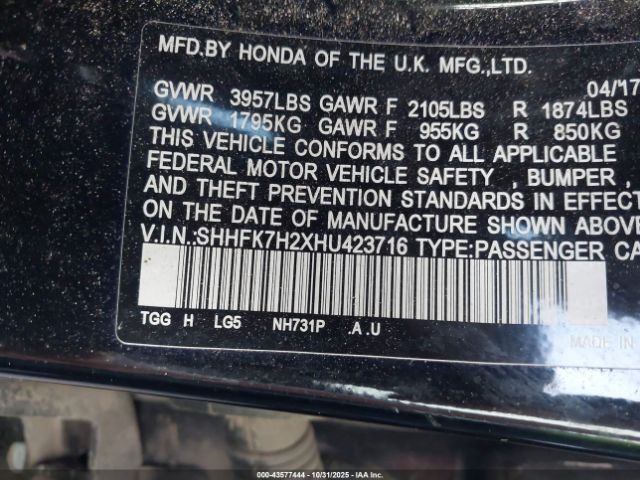 MFD.BY HONDA OF THE U.K. MFG.,LTD.
04/17
GVWR 3957LBS GAWR F 2105LBS R 1874LBS
GVWR 1795KG GAWR F 955KG R 850KG
THIS VEHICLE CONFORMS TO ALL APPLICABLE
FEDERAL MOTOR VEHICLE SAFETY , BUMPER ,
AND THEFT PREVENTION STANDARDS IN EFFECT
ON THE DATE OF MANUFACTURE SHOWN ABOVE
V.I.N.:SHHFK7H2XHU423716 TYPE:PASSENGER CA
TGG H LG5 NH731P .A .U
MADE IN
000-43577444 - 10/31/2025 - IAA Inc.